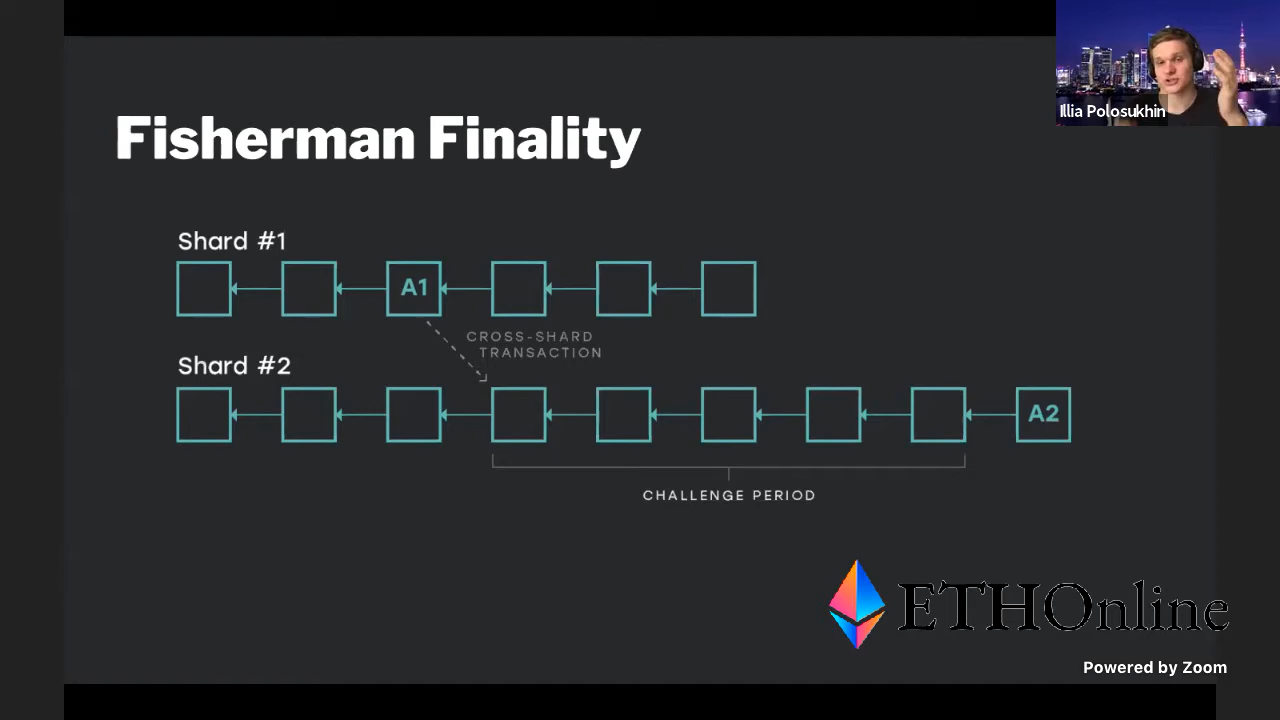 Illia Polosukhin
Fisherman Finality
Shard #1
A1
CROSS-SHARD
TRANSACTION
Shard #2
A2
CHALLENGE PERIOD
ETHOnline
Powered by Zoom